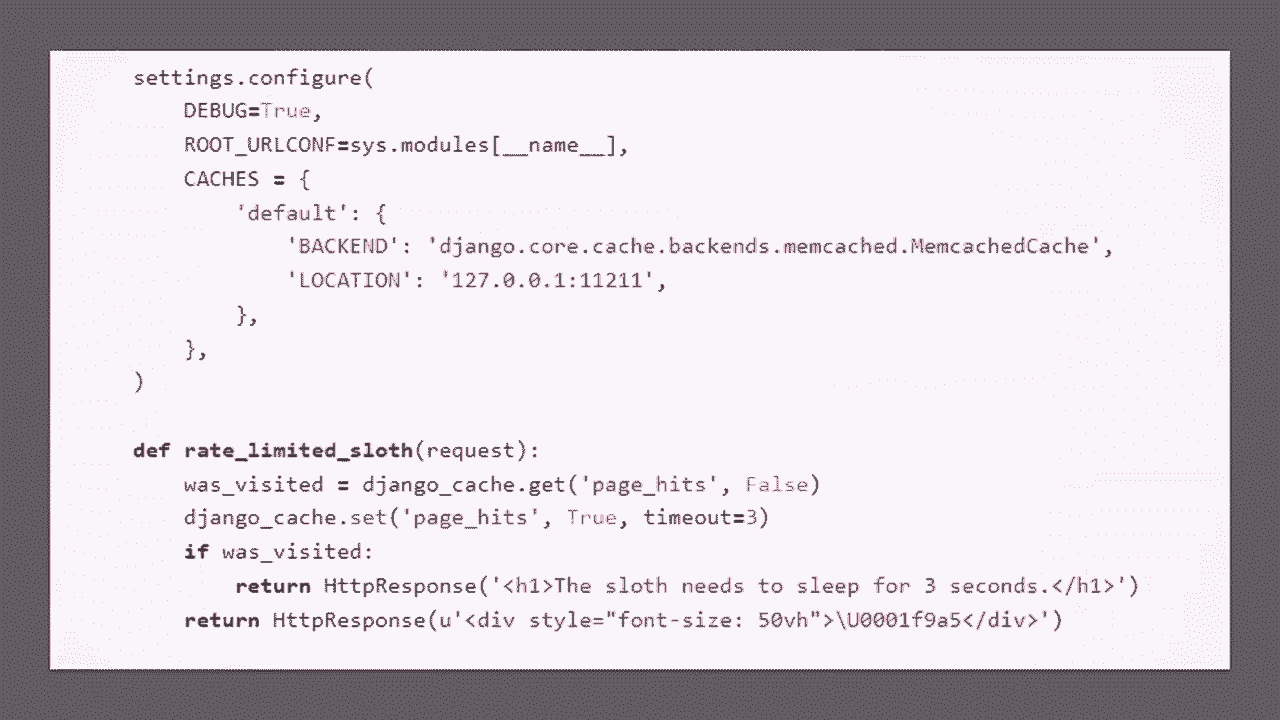 settings.configure(
    DEBUG=True,
    ROOT_URLCONF=sys.modules[__name__],
    CACHES = {
        'default': {
            'BACKEND': 'django.core.cache.backends.memcached.MemcachedCache',
            'LOCATION': '127.0.0.1:11211',
        },
    },
)
def rate_limited_sloth(request):
    was_visited = django_cache.get('page_hits', False)
    django_cache.set('page_hits', True, timeout=3)
    if was_visited:
        return HttpResponse('<h1>The sloth needs to sleep for 3 seconds.</h1>')
    return HttpResponse(u'<div style="font-size: 50vh">\U0001f9a5</div>')